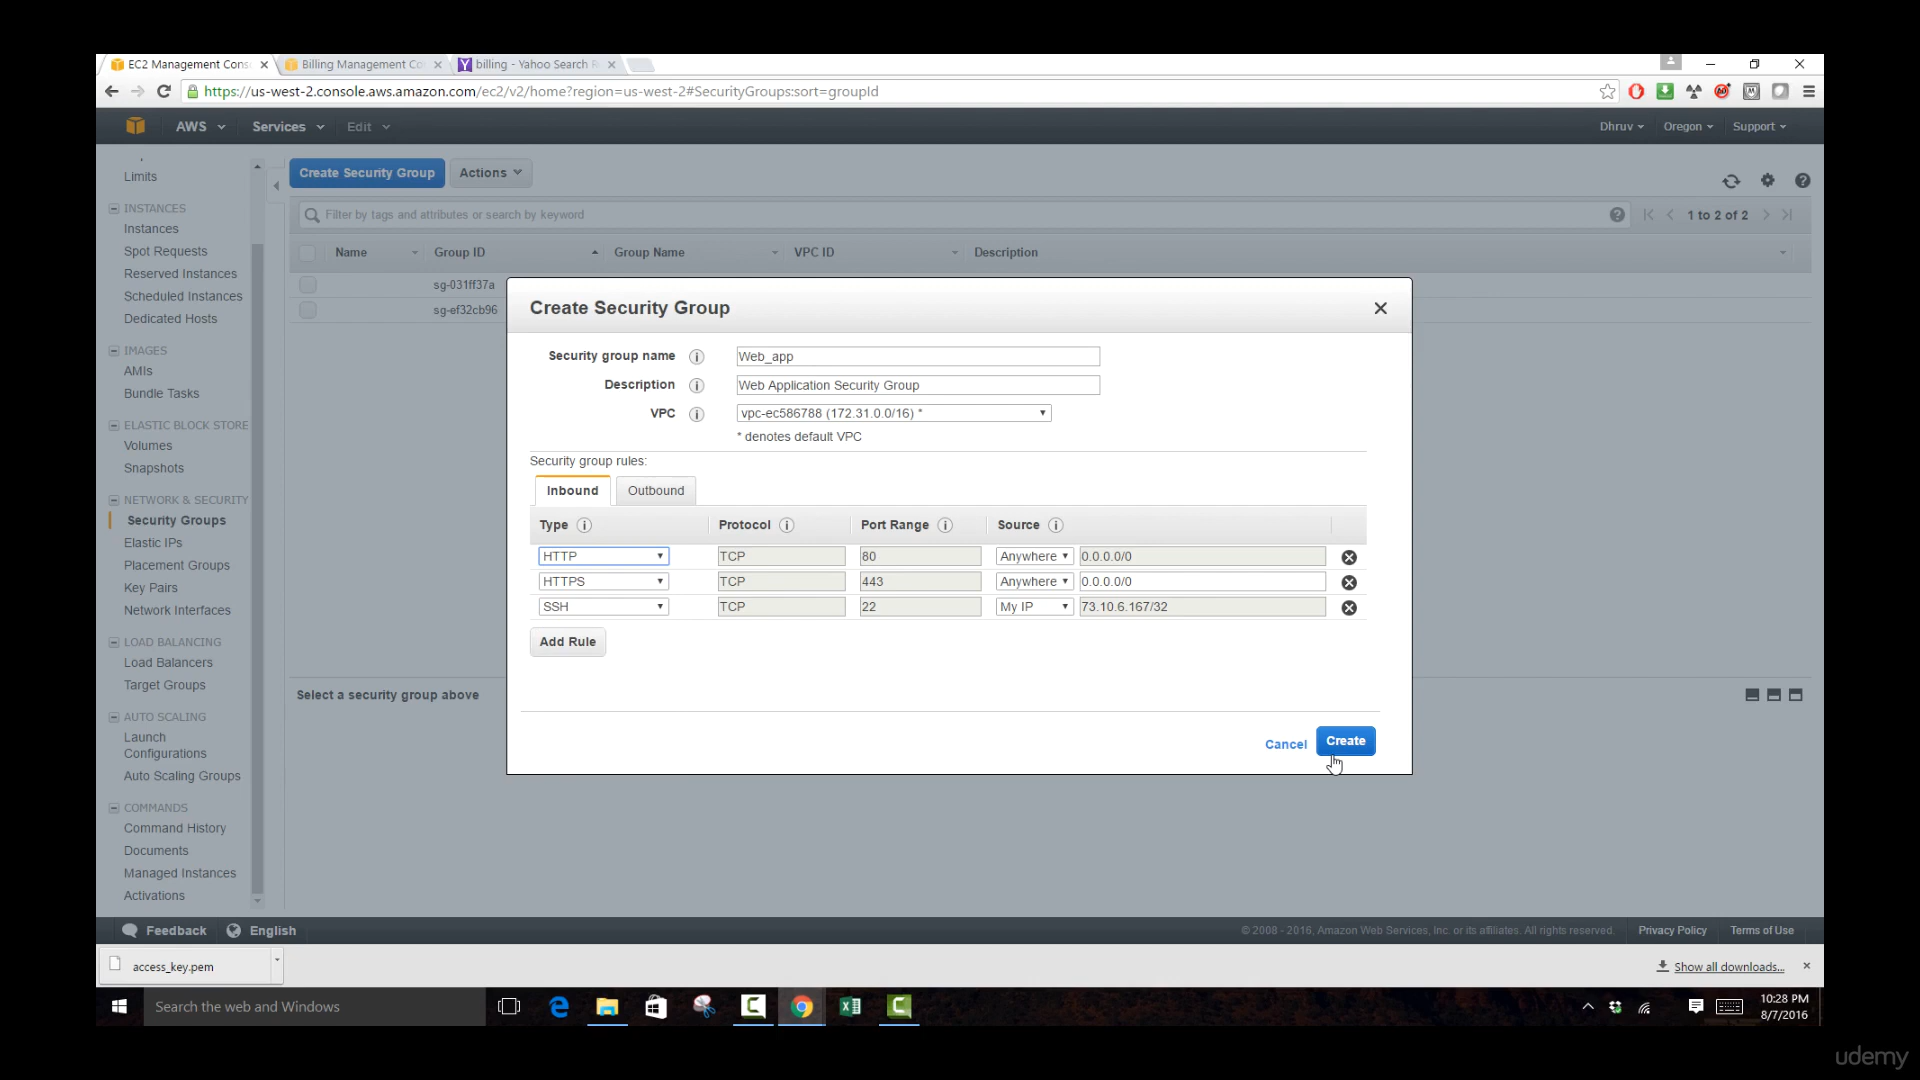 EC2 Management Cons
Billing Management Co
billing - Yahoo Search R
https://us-west-2.console.aws.amazon.com/ec2/v2/home?region=us-west-2#SecurityGroups:sort=groupId
AWS
Services
Edit
Dhruv
Oregon
Support
Limits
INSTANCES
Instances
Spot Requests
Reserved Instances
Scheduled Instances
Dedicated Hosts
IMAGES
AMIs
Bundle Tasks
ELASTIC BLOCK STORE
Volumes
Snapshots
NETWORK & SECURITY
Security Groups
Elastic IPs
Placement Groups
Key Pairs
Network Interfaces
LOAD BALANCING
Load Balancers
Target Groups
AUTO SCALING
Launch
Configurations
Auto Scaling Groups
COMMANDS
Command History
Documents
Managed Instances
Activations
Create Security Group
Actions
Filter by tags and attributes or search by keyword
1 to 2 of 2
Name
Group ID
Group Name
VPC ID
Description
sg-031ff37a
sg-ef32cb96
Select a security group above
Create Security Group
Security group name
Web_app
Description
Web Application Security Group
VPC
vpc-ec586788 (172.31.0.0/16) *
* denotes default VPC
Security group rules:
Inbound
Outbound
Type
Protocol
Port Range
Source
HTTP
TCP
80
Anywhere
0.0.0.0/0
HTTPS
TCP
443
Anywhere
0.0.0.0/0
SSH
TCP
22
My IP
73.10.6.167/32
Add Rule
Cancel
Create
Feedback
English
© 2008 - 2016, Amazon Web Services, Inc. or its affiliates. All rights reserved.
Privacy Policy
Terms of Use
access_key.pem
Show all downloads...
Search the web and Windows
10:28 PM
8/7/2016
udemy